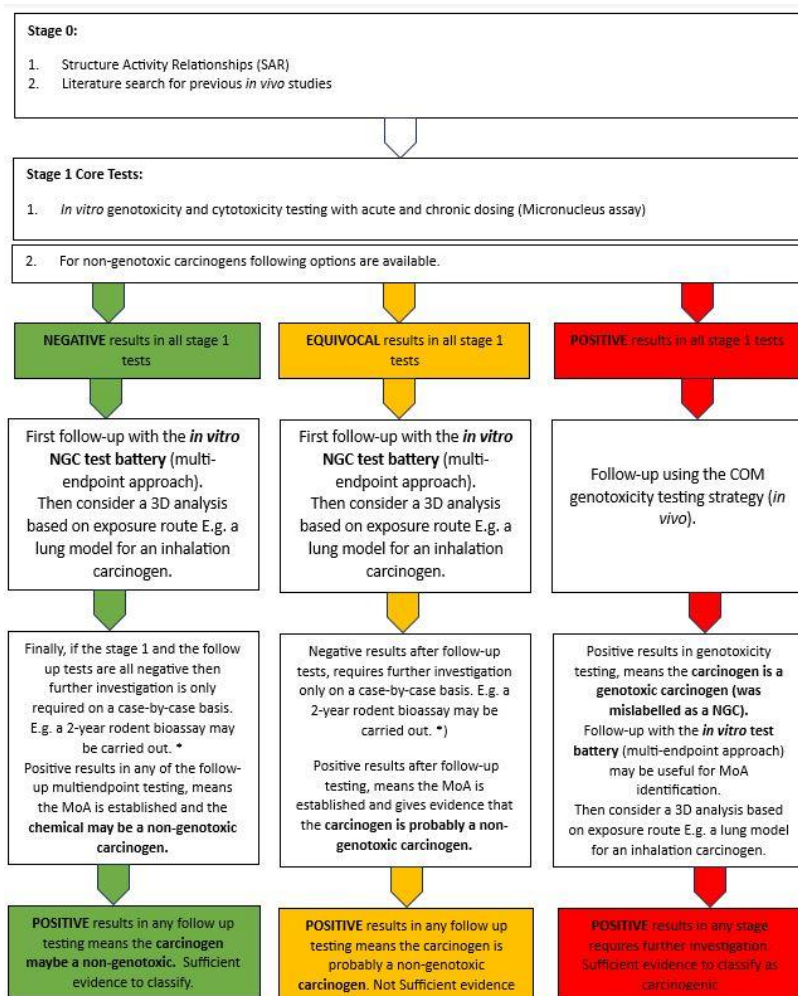 Stage 0:
1. Structure Activity Relationships (SAR)
2. Literature search for previous in vivo studies
Stage 1 Core Tests:
1. In vitro genotoxicity and cytotoxicity testing with acute and chronic dosing (Micronucleus assay)
2. For non-genotoxic carcinogens following options are available.
NEGATIVE results in all stage 1
tests
First follow-up with the in vitro
NGC test battery (multi-
endpoint approach).
Then consider a 3D analysis
based on exposure route E.g. a
lung model for an inhalation
carcinogen.
Finally, if the stage 1 and the follow
up tests are all negative then
further investigation is only
required on a case-by-case basis.
E.g. a 2-year rodent bioassay may
be carried out. *
Positive results in any of the follow-
up multiendpoint testing, means
the MoA is established and the
chemical may be a non-genotoxic
carcinogen.
POSITIVE results in any follow up
testing means the carcinogen
maybe a non-genotoxic. Sufficient
evidence to classify.
EQUIVOCAL results in all stage 1
tests
First follow-up with the in vitro
NGC test battery (multi-
endpoint approach).
Then consider a 3D analysis
based on exposure route E.g. a
lung model for an inhalation
carcinogen.
Negative results after follow-up
tests, requires further investigation
only on a case-by-case basis. E.g. a
2-year rodent bioassay may be
carried out. *)
Positive results after follow-up
testing, means the MoA is
established and gives evidence that
the carcinogen is probably a non-
genotoxic carcinogen.
POSITIVE results in any follow up
testing means the carcinogen is
probably a non-genotoxic
carcinogen. Not Sufficient evidence
POSITIVE results in all stage 1 tests
Follow-up using the COM
genotoxicity testing strategy (in
vivo).
Positive results in genotoxicity
testing, means the carcinogen is a
genotoxic carcinogen (was
mislabelled as a NGC).
Follow-up with the in vitro test
battery (multi-endpoint approach)
may be useful for MoA
identification.
Then consider a 3D analysis based
on exposure route E.g. a lung model
for an inhalation carcinogen.
POSITIVE results in any stage
requires further investigation.
Sufficient evidence to classify as
carcinogenic